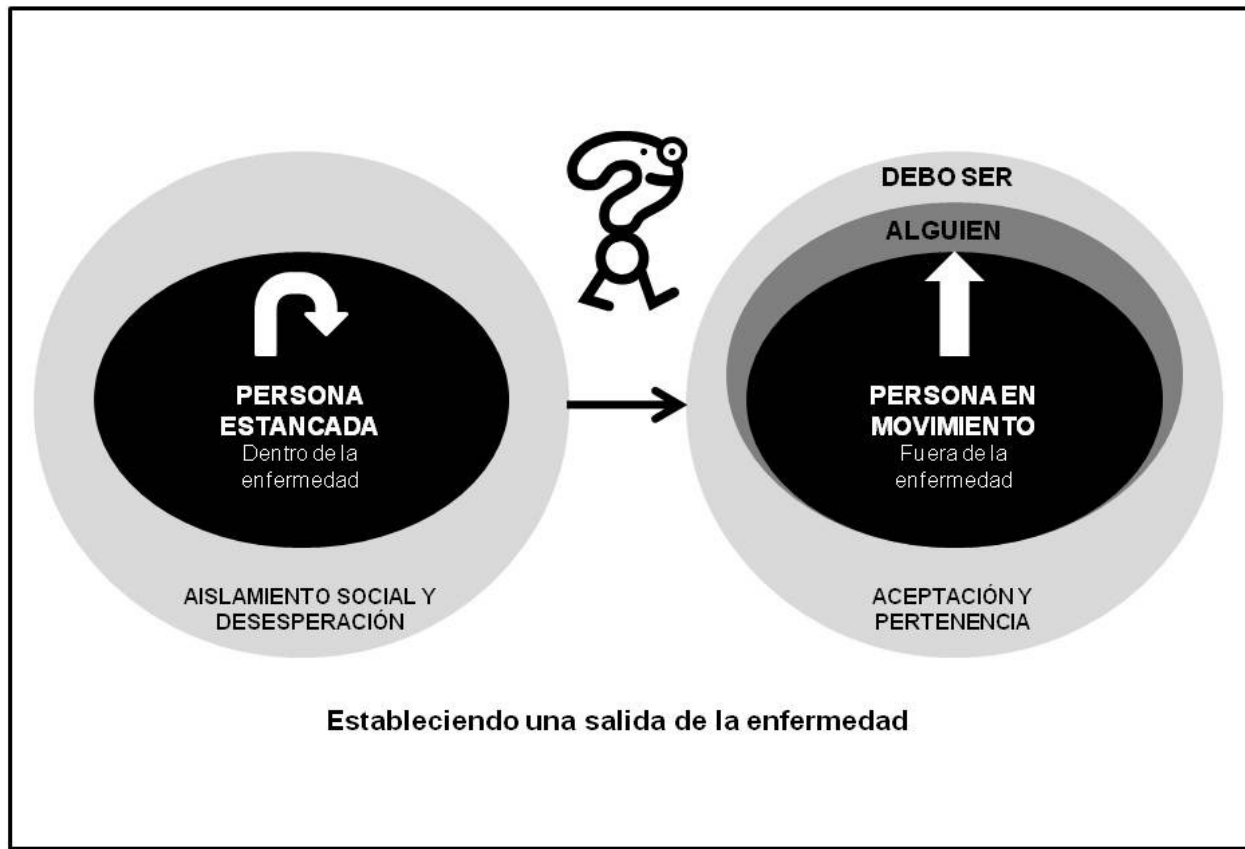 PERSONA
ESTANCADA
Dentro de la
enfermedad
AISLAMIENTO SOCIAL Y
DESESPERACIÓN
DEBO SER
ALGUIEN
PERSONA EN
MOVIMIENTO
Fuera de la
enfermedad
ACEPTACIÓN Y
PERTENENCIA
Estableciendo una salida de la enfermedad